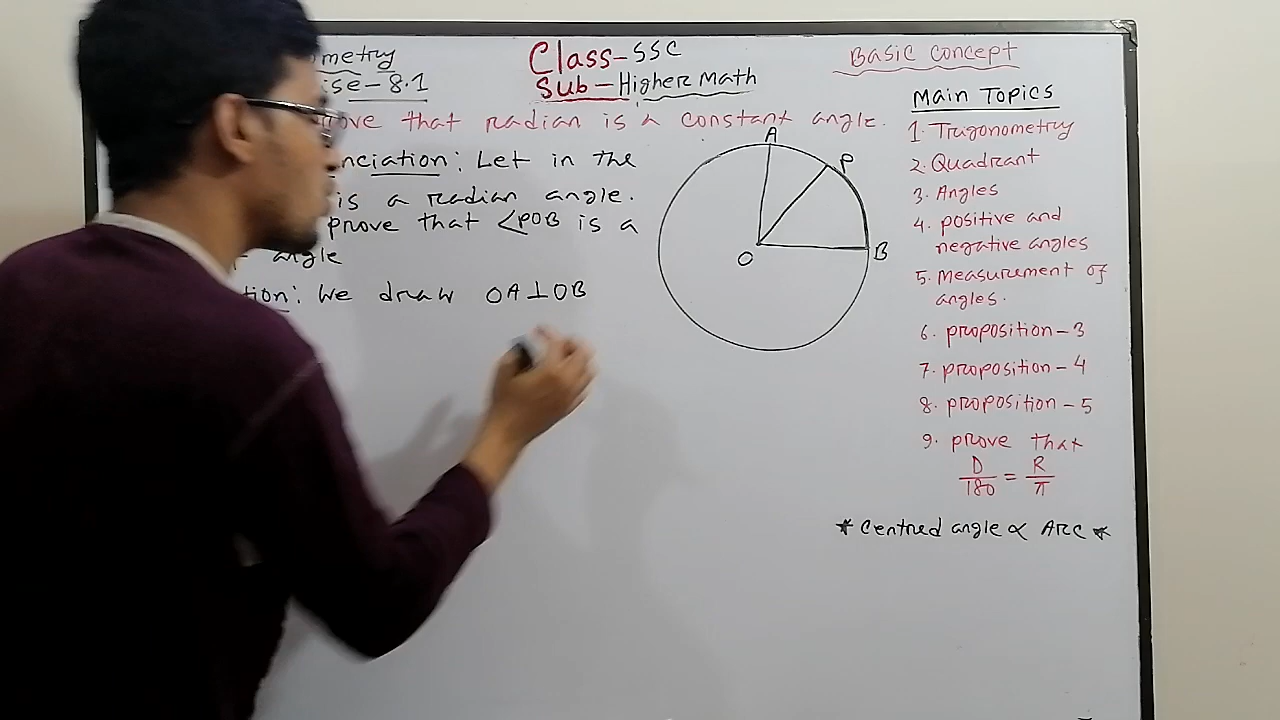 ometry
ise-8.1
Class-SSC
Sub-Higher Math
Basic Concept
rove that radian is a constant angle.
nciation: Let in the
is a radian angle.
prove that ∠POB is a
angle
tion: We draw OA⊥OB
A
P
B
O
Main Topics
1. Trigonometry
2. Quadrant
3. Angles
4. positive and
negative angles
5. Measurement of
angles.
6. proposition-3
7. proposition-4
8. proposition-5
9. prove that
D/180 = R/π
* Centred angle ∝ Arc *